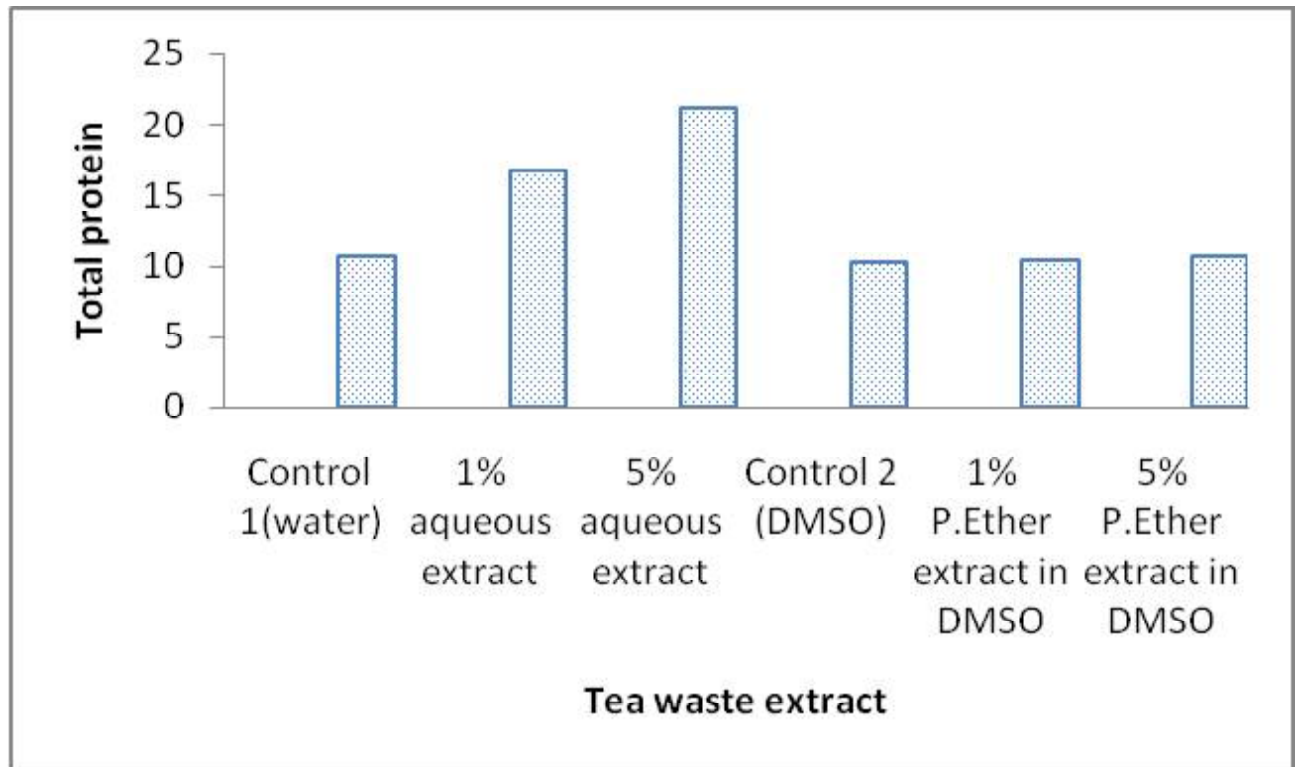 25
20
15
10
5
0
Total protein
Control
1(water)
1%
aqueous
extract
5%
aqueous
extract
Control 2
(DMSO)
1%
P.Ether
extract in
DMSO
5%
P.Ether
extract in
DMSO
Tea waste extract